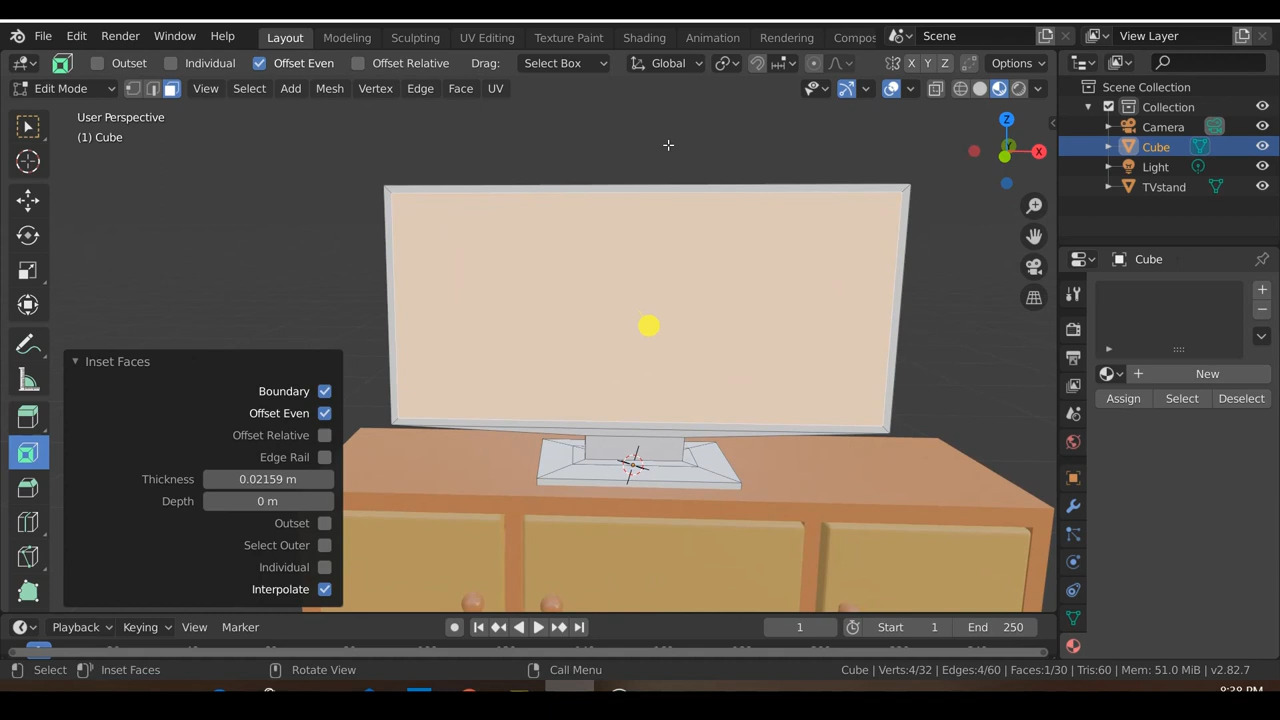 File Edit Render Window Help Layout Modeling Sculpting UV Editing Texture Paint Shading Animation Rendering Compos Scene View Layer
Outset Individual Offset Even Offset Relative Drag: Select Box Global X Y Z Options
Edit Mode View Select Add Mesh Vertex Edge Face UV
Scene Collection
Collection
Camera
Cube
Light
TVstand
User Perspective
(1) Cube
Z
Y
X
Cube
Inset Faces
Boundary
Offset Even
Offset Relative
Edge Rail
Thickness 0.02159 m
Depth 0 m
Outset
Select Outer
Individual
Interpolate
New
Assign Select Deselect
Playback Keying View Marker 1 Start 1 End 250
Select Inset Faces Rotate View Call Menu Cube | Verts:4/32 | Edges:4/60 | Faces:1/30 | Tris:60 | Mem: 51.0 MiB | v2.82.7